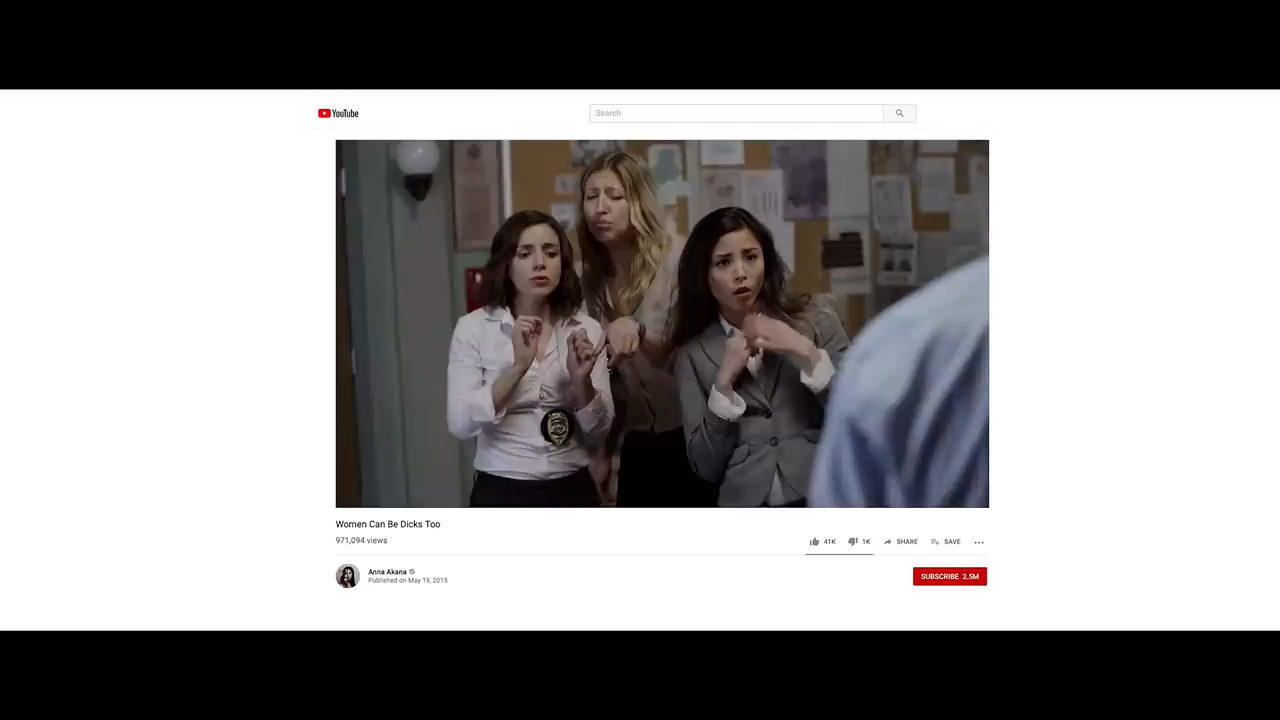 YouTube
Search
Women Can Be Dicks Too
971,094 views
41K
1K
SHARE
SAVE
Anna Akana
Published on May 19, 2015
SUBSCRIBE 2.5M